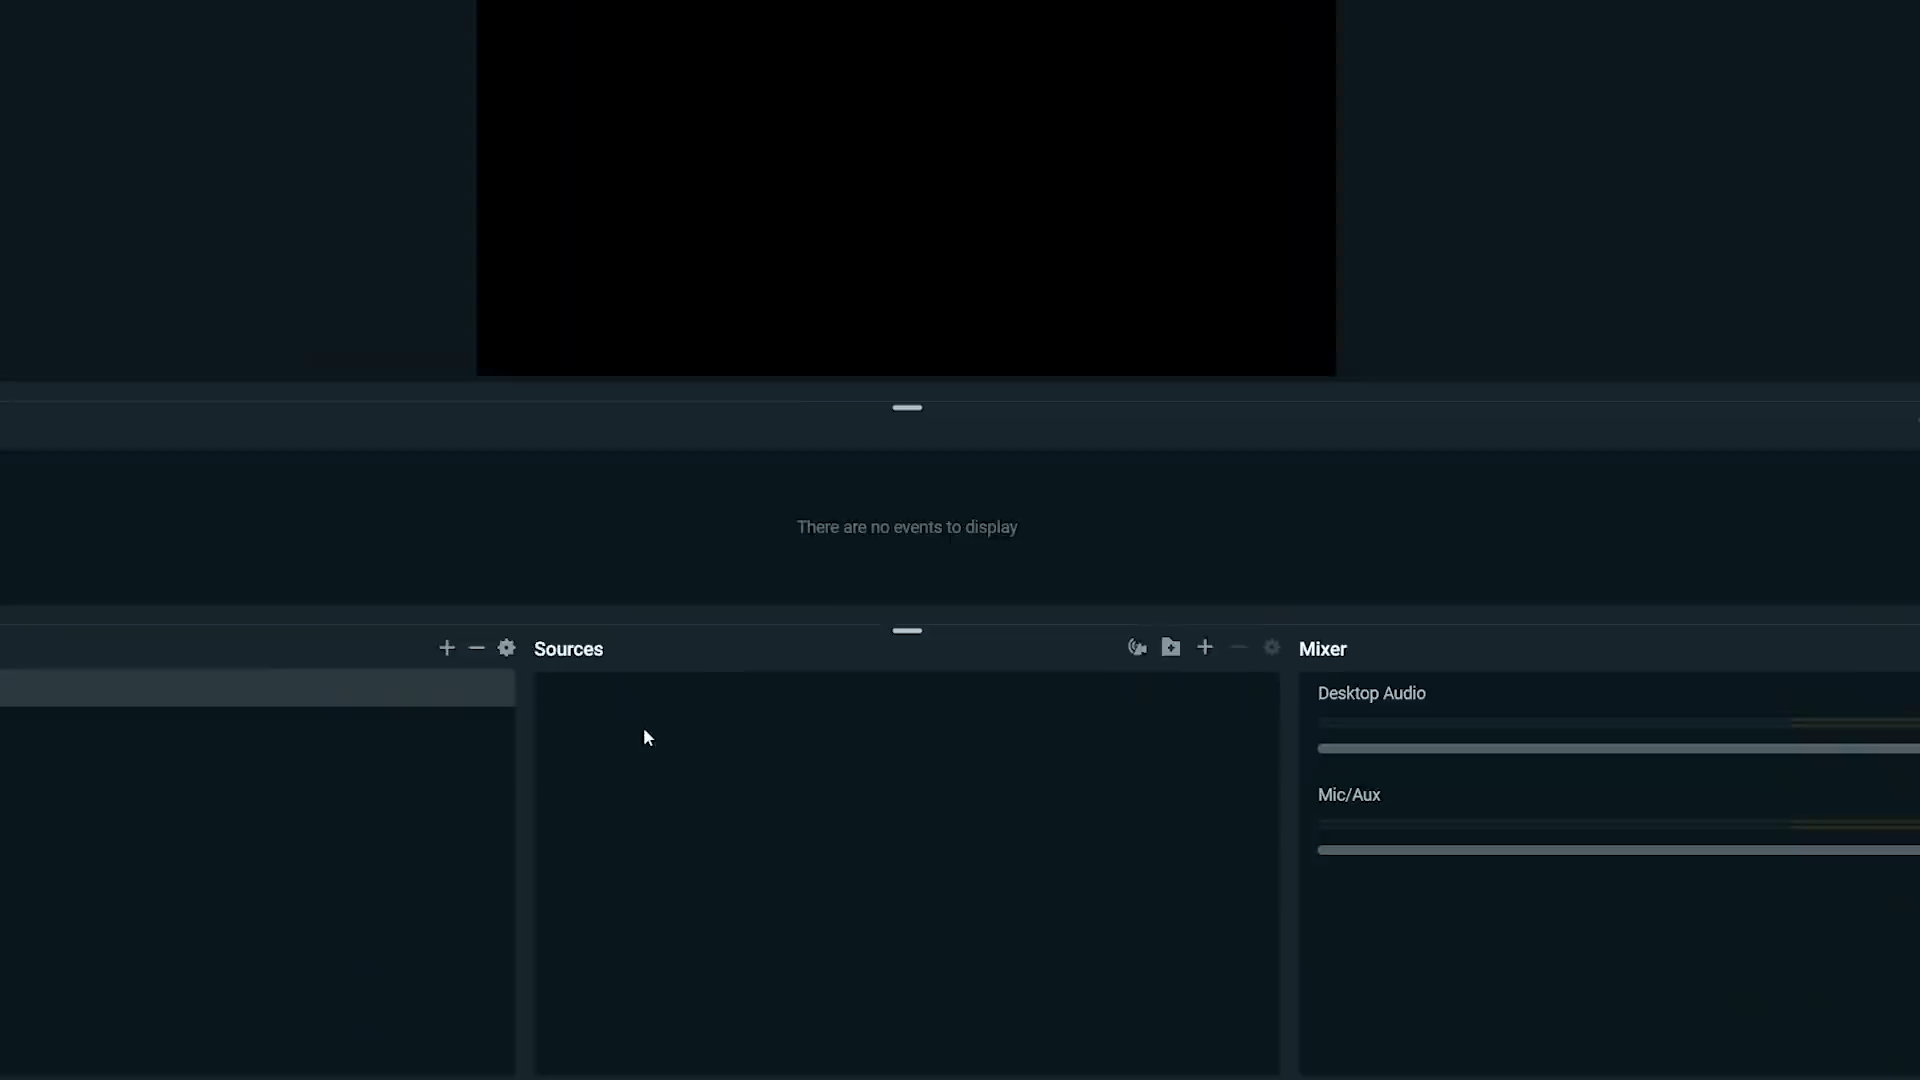 There are no events to display
Sources
Mixer
Desktop Audio
Mic/Aux